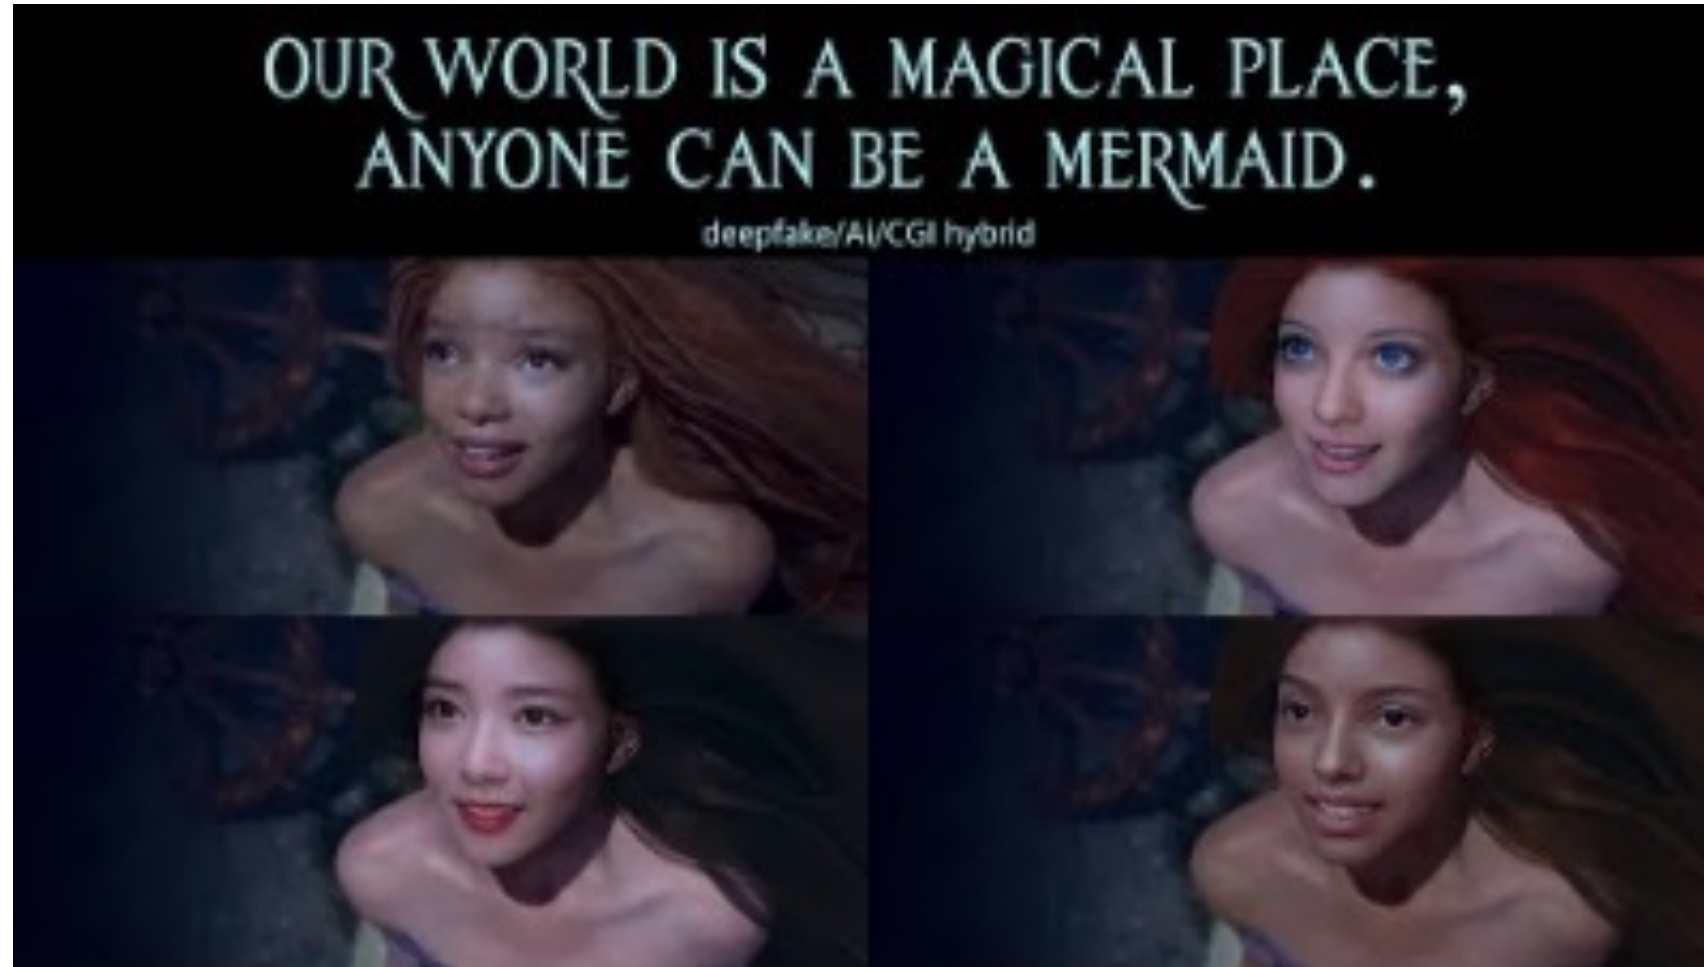 OUR WORLD IS A MAGICAL PLACE,
ANYONE CAN BE A MERMAID.
deepfake/Ai/CGI hybrid